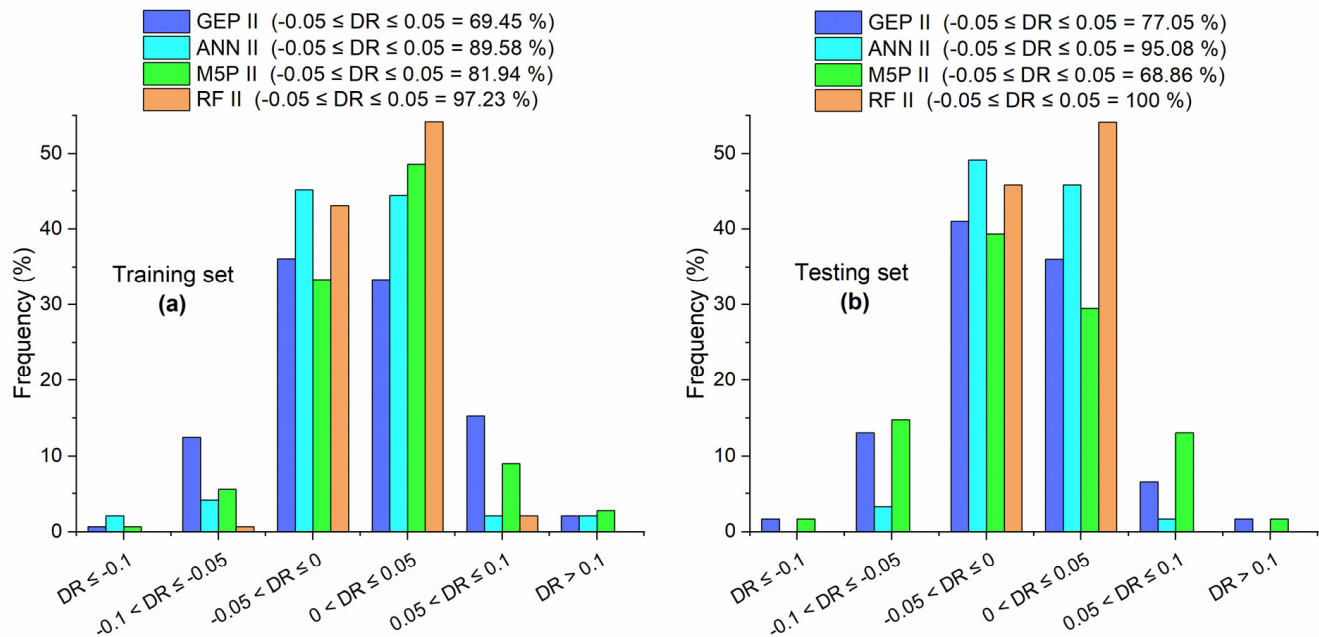 GEP II (-0.05 ≤ DR ≤ 0.05 = 69.45 %)
ANN II (-0.05 ≤ DR ≤ 0.05 = 89.58 %)
M5P II (-0.05 ≤ DR ≤ 0.05 = 81.94 %)
RF II (-0.05 ≤ DR ≤ 0.05 = 97.23 %)
50
40
30
20
10
0
Frequency (%)
Training set
(a)
DR ≤ -0.1
-0.1 < DR ≤ -0.05
-0.05 < DR ≤ 0
0 < DR ≤ 0.05
0.05 < DR ≤ 0.1
DR > 0.1
GEP II (-0.05 ≤ DR ≤ 0.05 = 77.05 %)
ANN II (-0.05 ≤ DR ≤ 0.05 = 95.08 %)
M5P II (-0.05 ≤ DR ≤ 0.05 = 68.86 %)
RF II (-0.05 ≤ DR ≤ 0.05 = 100 %)
50
40
30
20
10
0
Frequency (%)
Testing set
(b)
DR ≤ -0.1
-0.1 < DR ≤ -0.05
-0.05 < DR ≤ 0
0 < DR ≤ 0.05
0.05 < DR ≤ 0.1
DR > 0.1